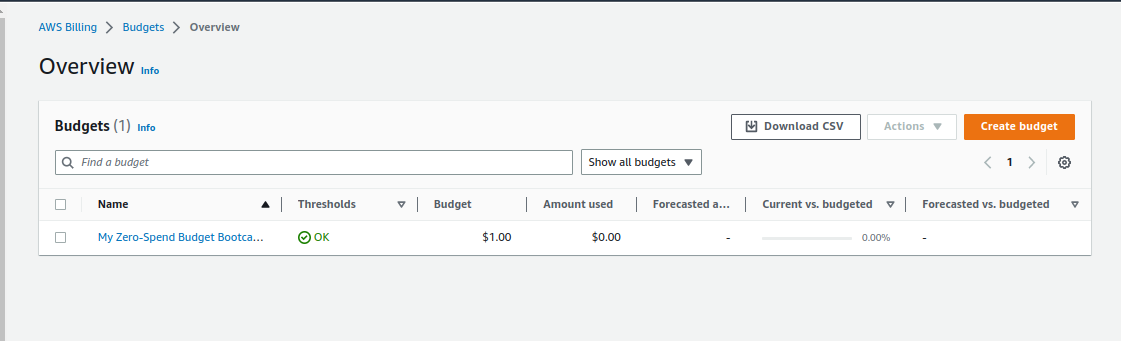 AWS Billing > Budgets > Overview
Overview Info
Budgets (1) Info
Download CSV Actions Create budget
Find a budget Show all budgets 1
Name Thresholds Budget Amount used Forecasted a... Current vs. budgeted Forecasted vs. budgeted
My Zero-Spend Budget Bootca... OK $1.00 $0.00 - 0.00% -